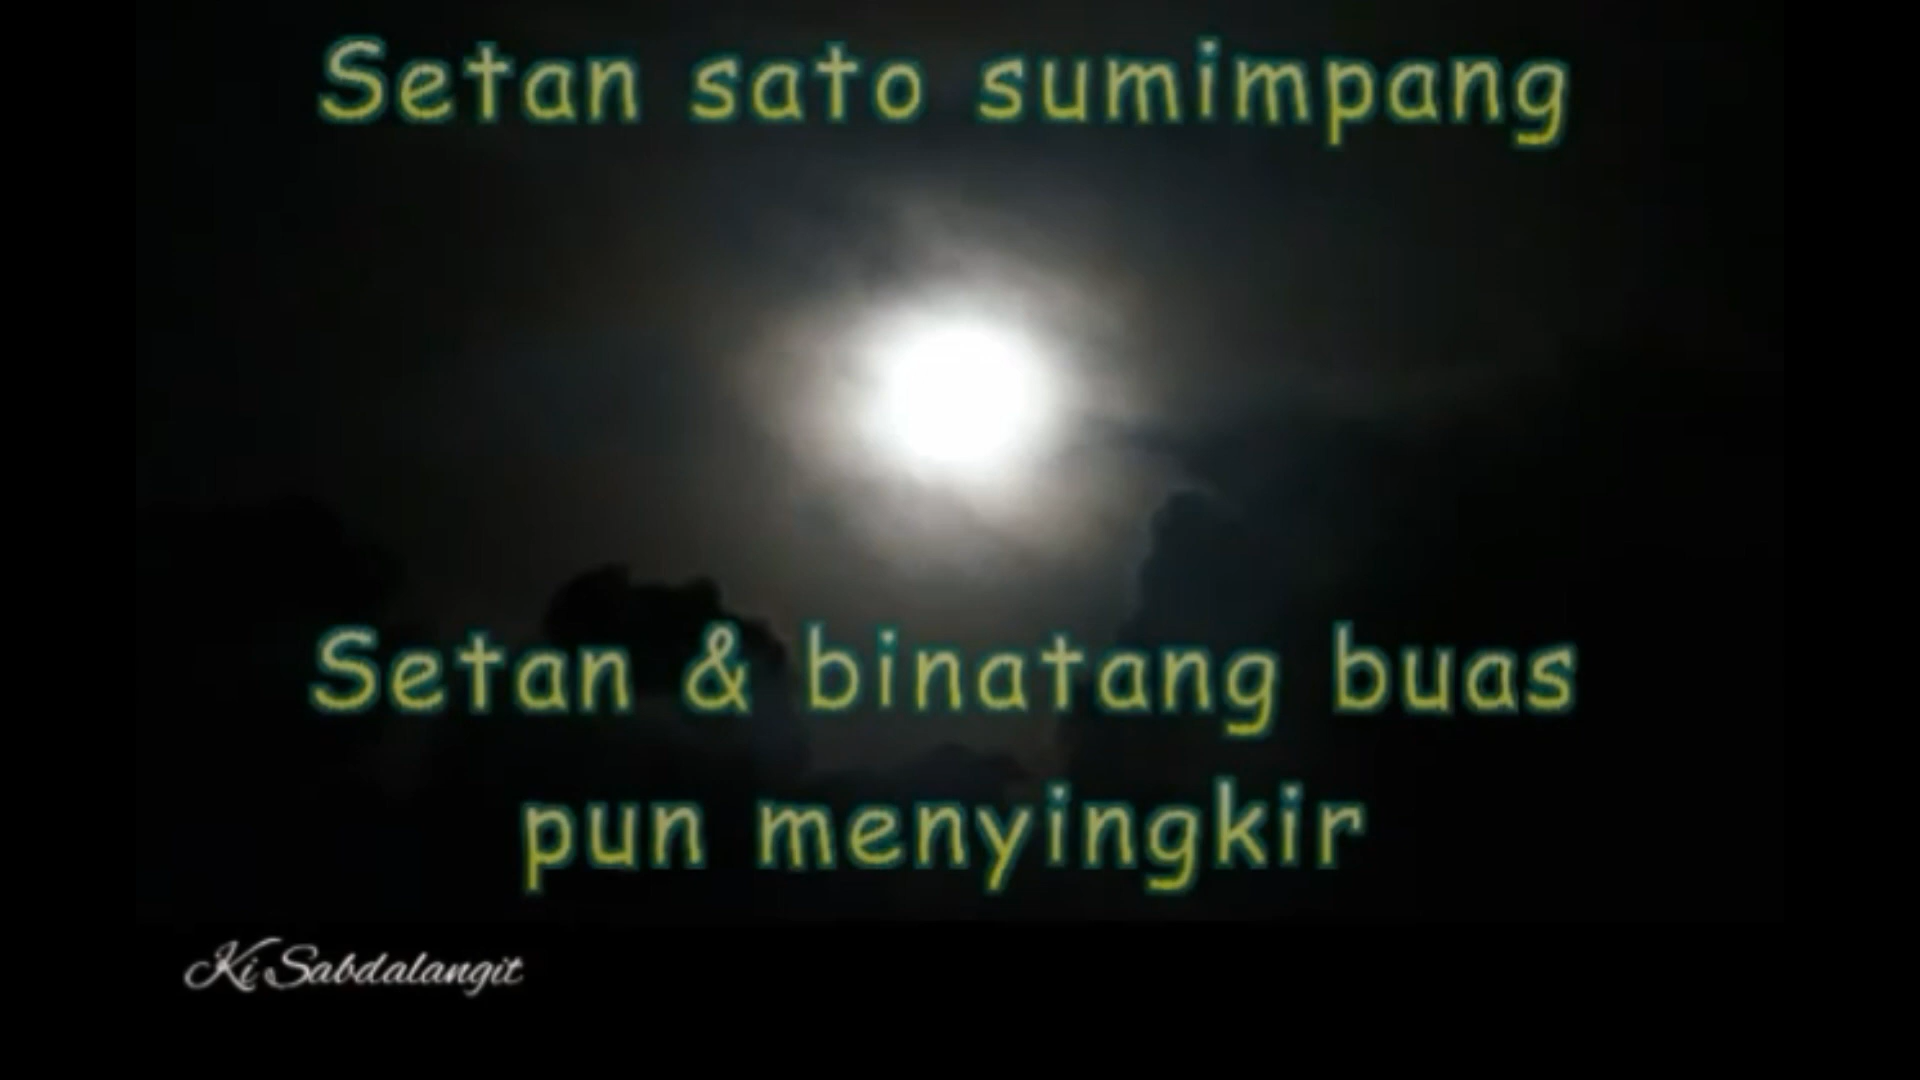 Setan sato sumimpang
Setan & binatang buas
pun menyingkir
Ki Sabdalangit